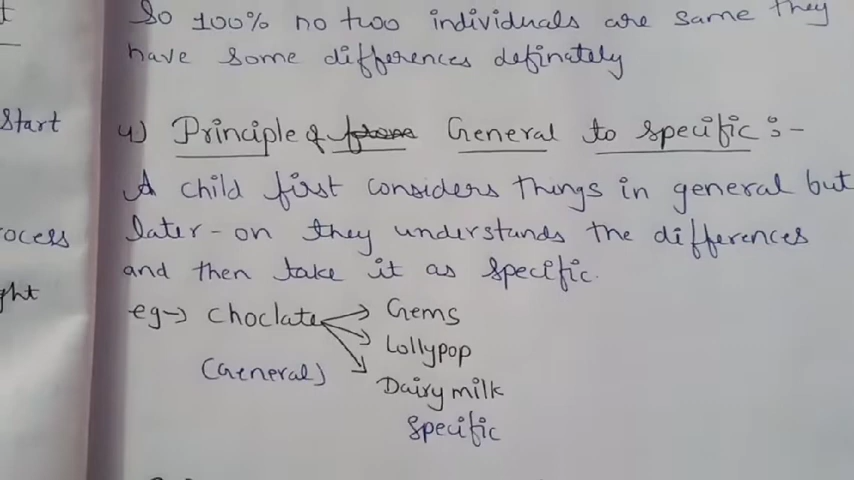 t
So 100% no two individuals are same they
have some differences definately
Start
4) Principle of General to specific :-
A child first considers things in general but
ocess
later-on they understands the differences
and then take it as specific.
ght
eg-> Choclate
Gems
Lollypop
(General)
Dairy milk
Specific